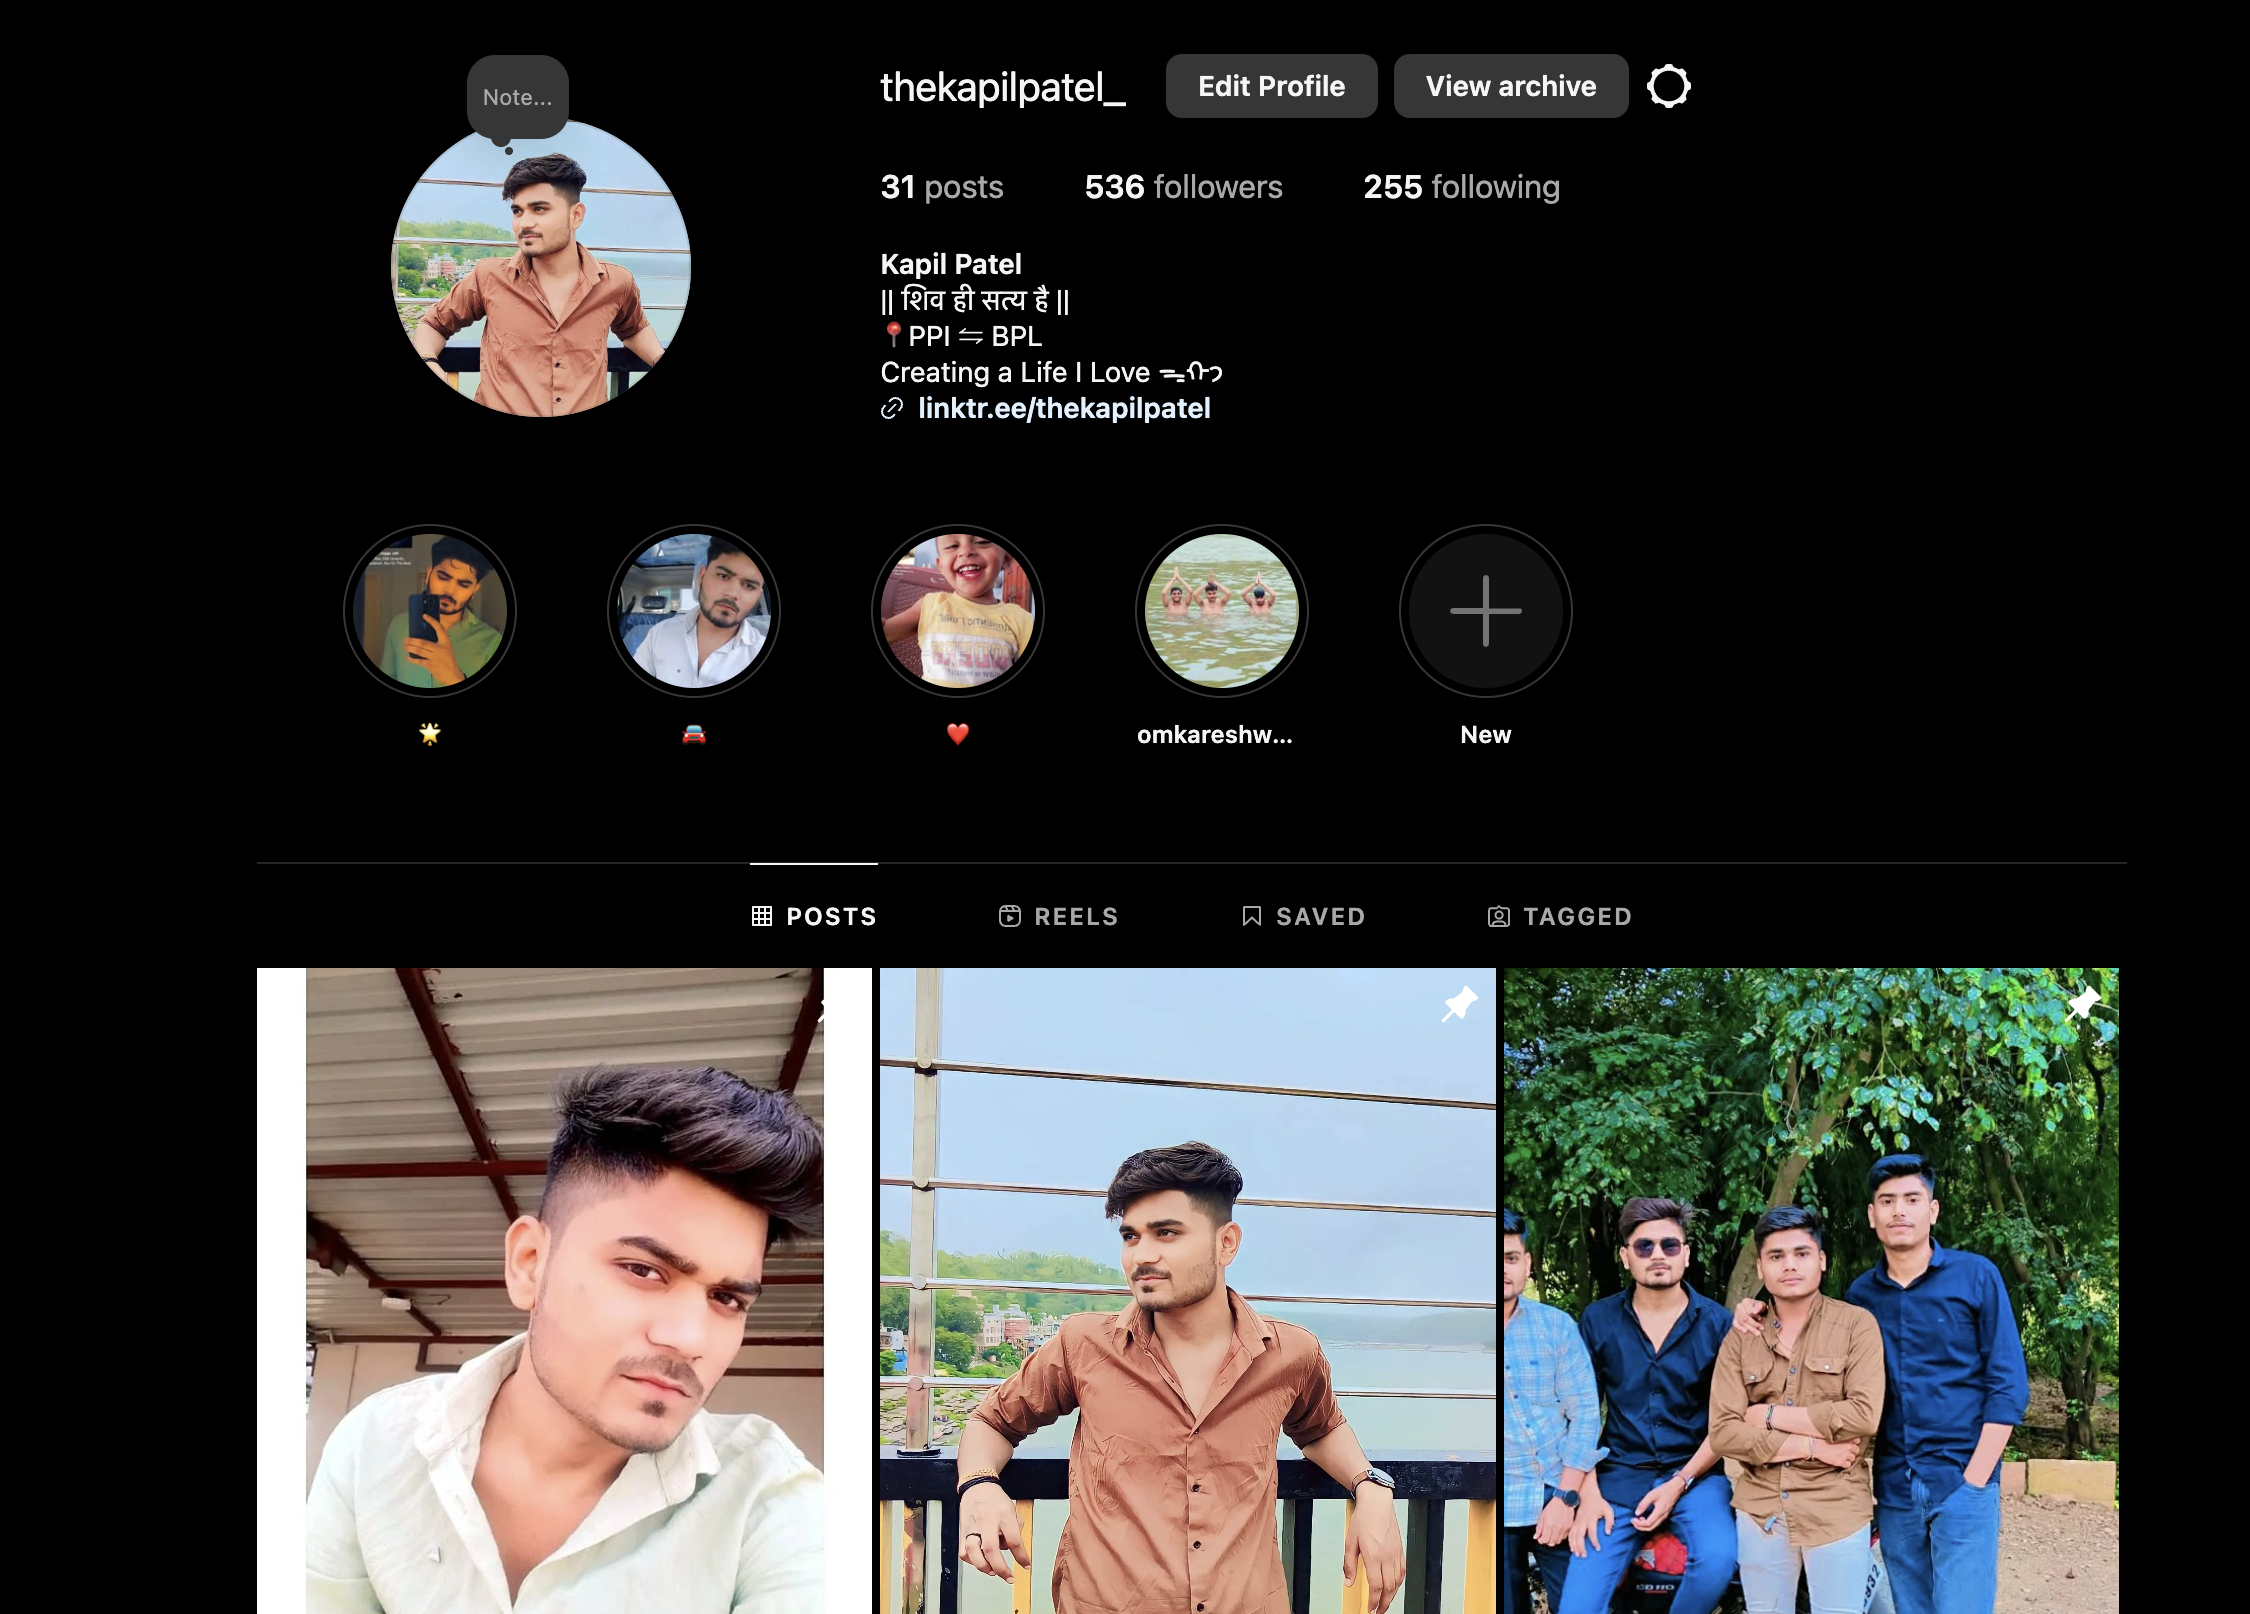 Note...
thekapilpatel_
Edit Profile
View archive
31 posts
536 followers
255 following
Kapil Patel
|| शिव ही सत्य है ||
📍PPI ⇋ BPL
Creating a Life I Love
linktr.ee/thekapilpatel
🌟
🚘
❤️
omkareshw...
New
POSTS
REELS
SAVED
TAGGED